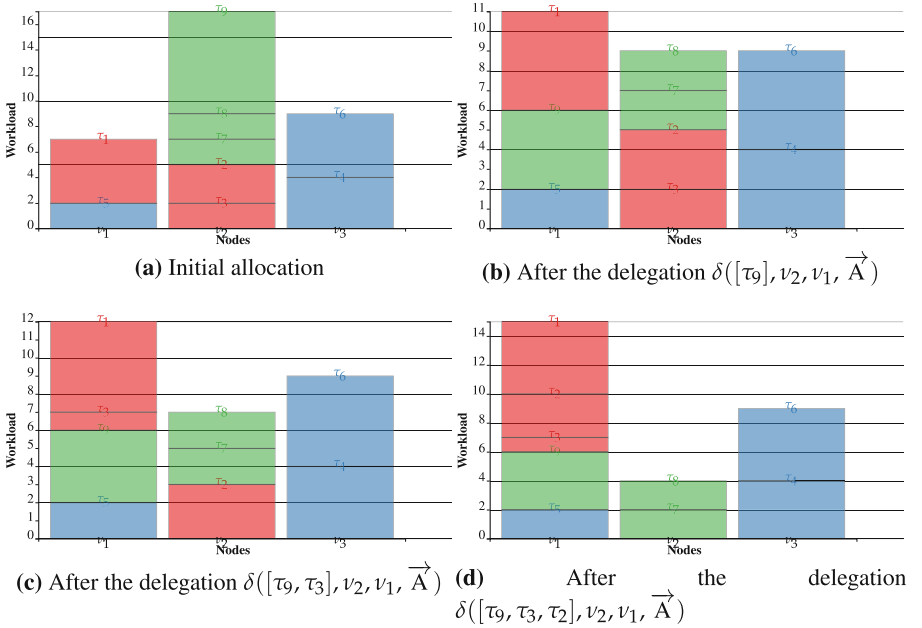 16
14
12
10
8
6
4
2
0
Workload
τ9
τ8
τ7
τ2
τ3
τ1
τ5
τ6
τ4
ν1
ν2
ν3
Nodes
(a) Initial allocation
11
10
9
8
7
6
5
4
3
2
1
0
Workload
τ1
τ9
τ5
τ8
τ7
τ2
τ3
τ6
τ4
ν1
ν2
ν3
Nodes
(b) After the delegation δ([τ9], ν2, ν1, A→)
12
11
10
9
8
7
6
5
4
3
2
1
0
Workload
τ1
τ3
τ9
τ5
τ8
τ7
τ2
τ6
τ4
ν1
ν2
ν3
Nodes
(c) After the delegation δ([τ9, τ3], ν2, ν1, A→)
14
12
10
8
6
4
2
0
Workload
τ1
τ2
τ3
τ9
τ5
τ8
τ7
τ6
τ4
ν1
ν2
ν3
Nodes
(d) After the delegation
δ([τ9, τ3, τ2], ν2, ν1, A→)